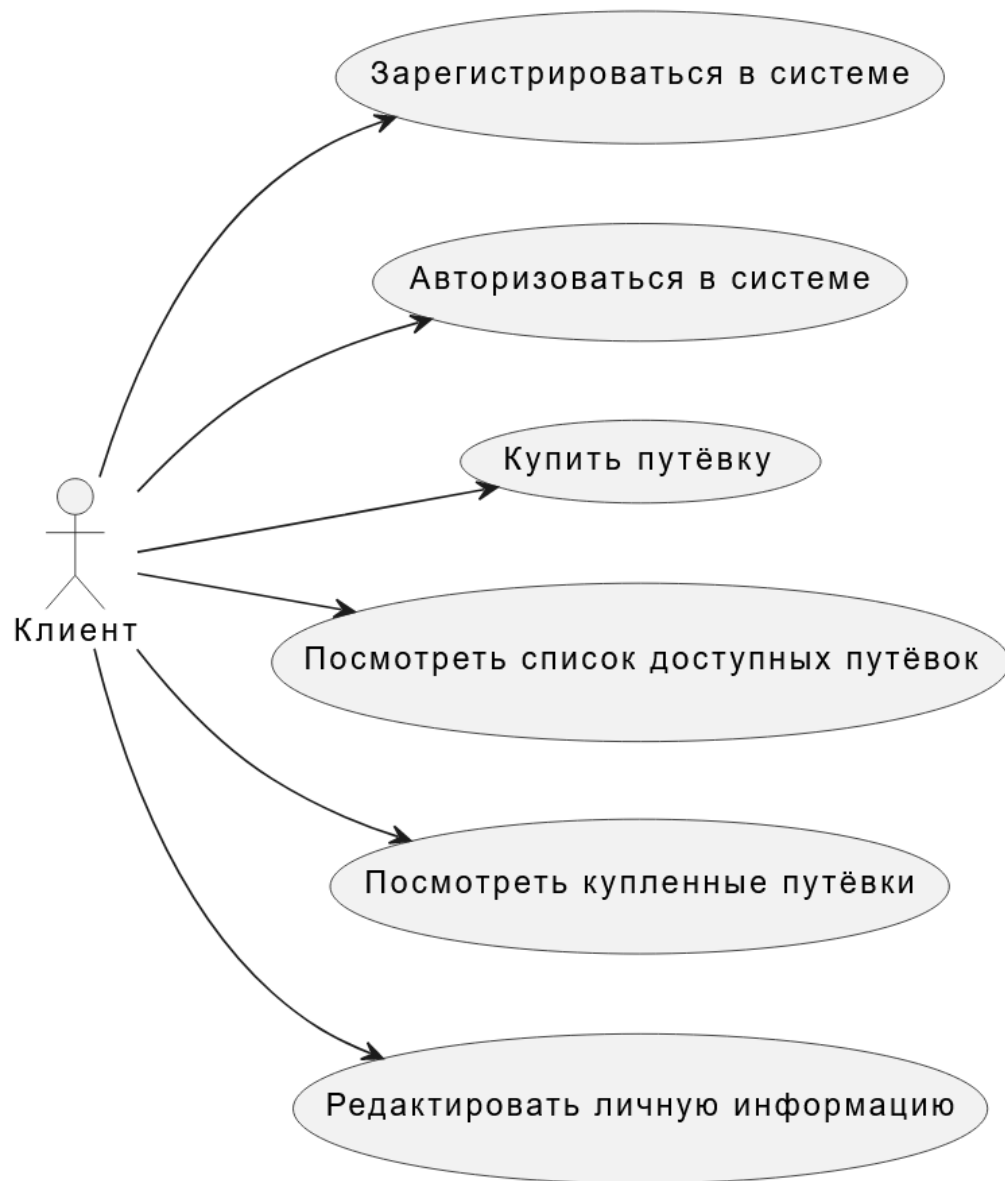 Зарегистрироваться в системе
Авторизоваться в системе
Купить путёвку
Клиент
Посмотреть список доступных путёвок
Посмотреть купленные путёвки
Редактировать личную информацию